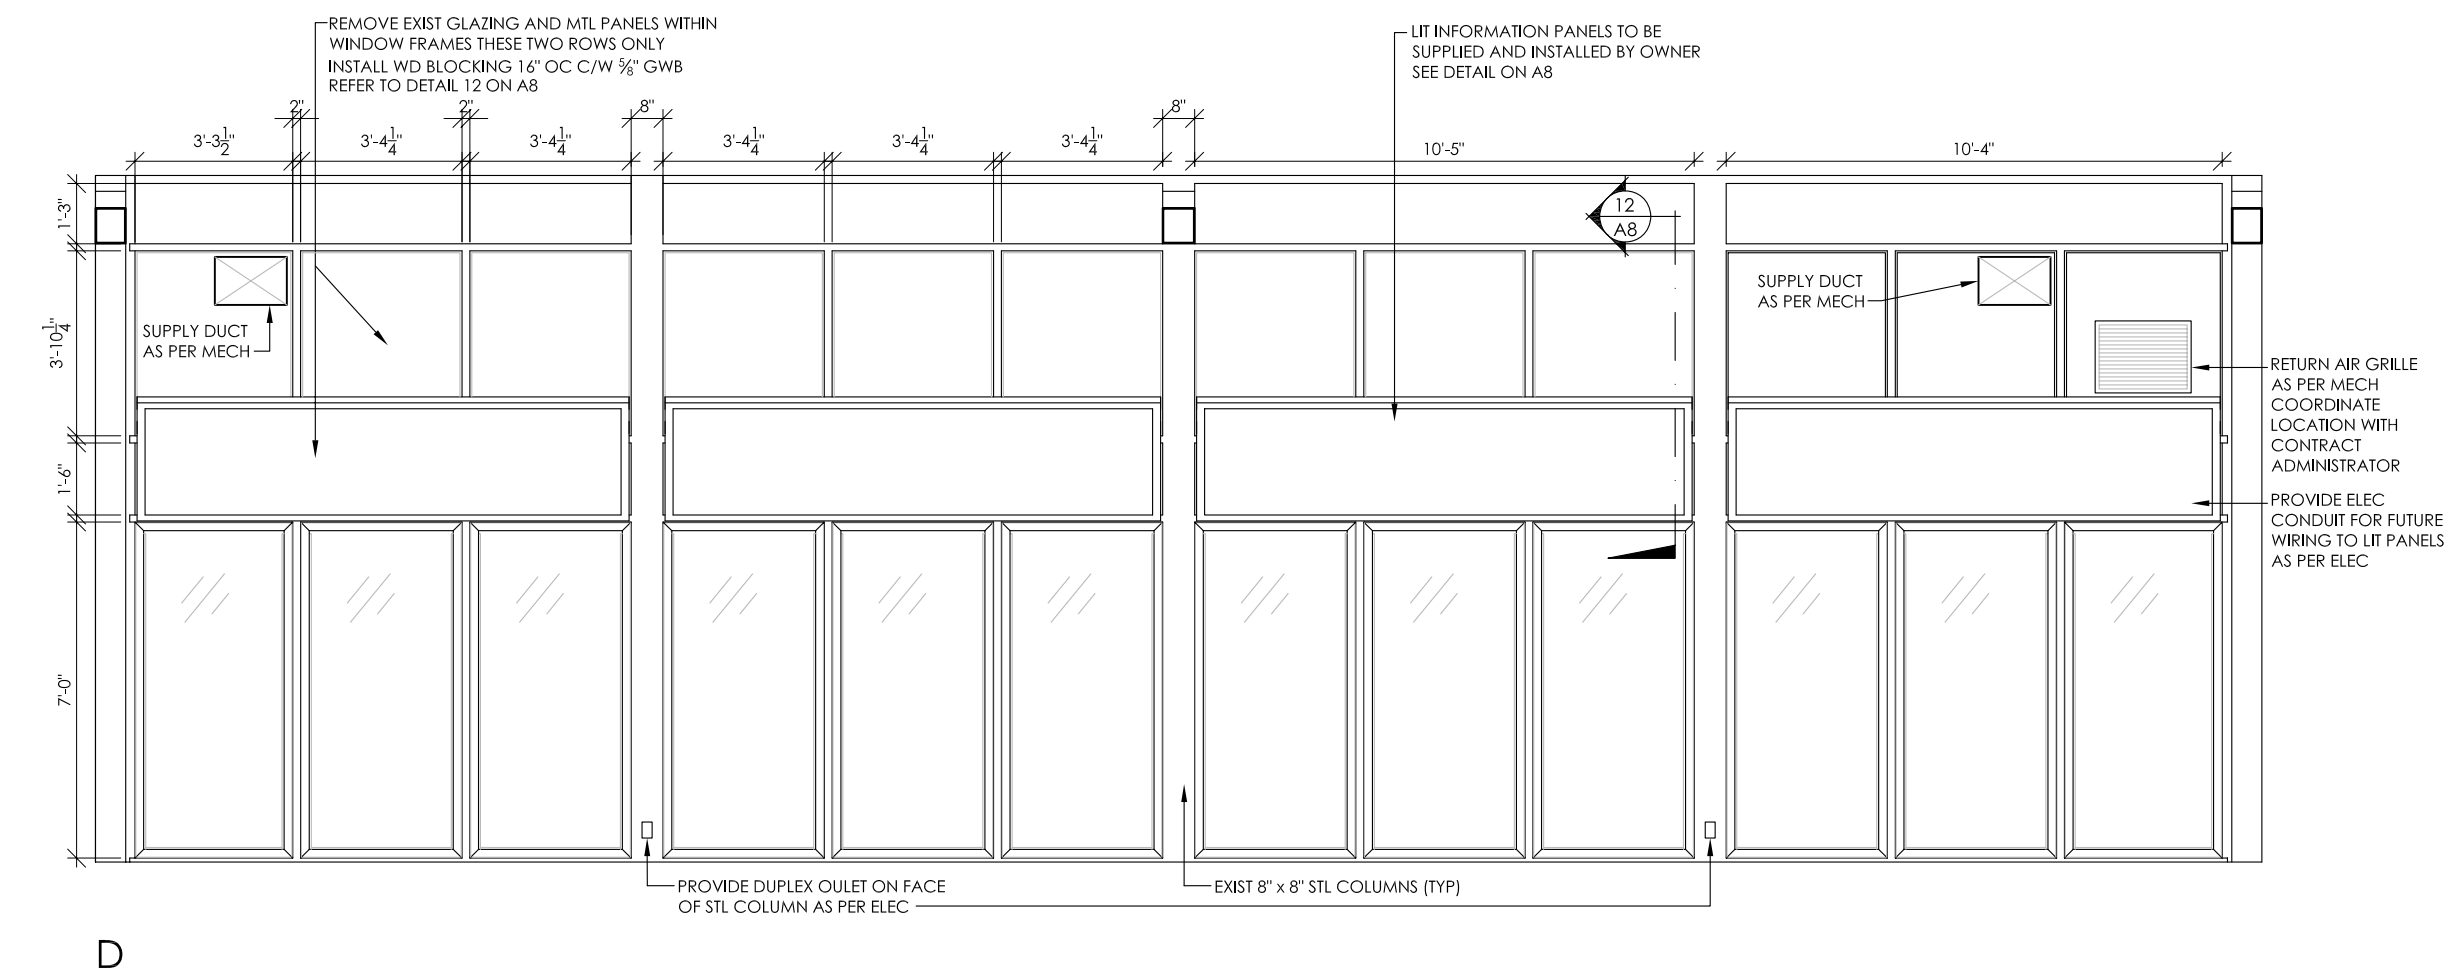 REMOVE EXIST GLAZING AND MTL PANELS WITHIN
WINDOW FRAMES THESE TWO ROWS ONLY
INSTALL WD BLOCKING 16" OC C/W 5/8" GWB
REFER TO DETAIL 12 ON A8
LIT INFORMATION PANELS TO BE
SUPPLIED AND INSTALLED BY OWNER
SEE DETAIL ON A8
2"
2"
8"
8"
3'-3 1/2"
3'-4 1/4"
3'-4 1/4"
3'-4 1/4"
3'-4 1/4"
3'-4 1/4"
10'-5"
10'-4"
1'-3"
12
A8
3'-10 1/4"
SUPPLY DUCT
AS PER MECH
SUPPLY DUCT
AS PER MECH
RETURN AIR GRILLE
AS PER MECH
COORDINATE
LOCATION WITH
CONTRACT
ADMINISTRATOR
1'-6"
PROVIDE ELEC
CONDUIT FOR FUTURE
WIRING TO LIT PANELS
AS PER ELEC
7'-0"
PROVIDE DUPLEX OULET ON FACE
OF STL COLUMN AS PER ELEC
EXIST 8" x 8" STL COLUMNS (TYP)
D